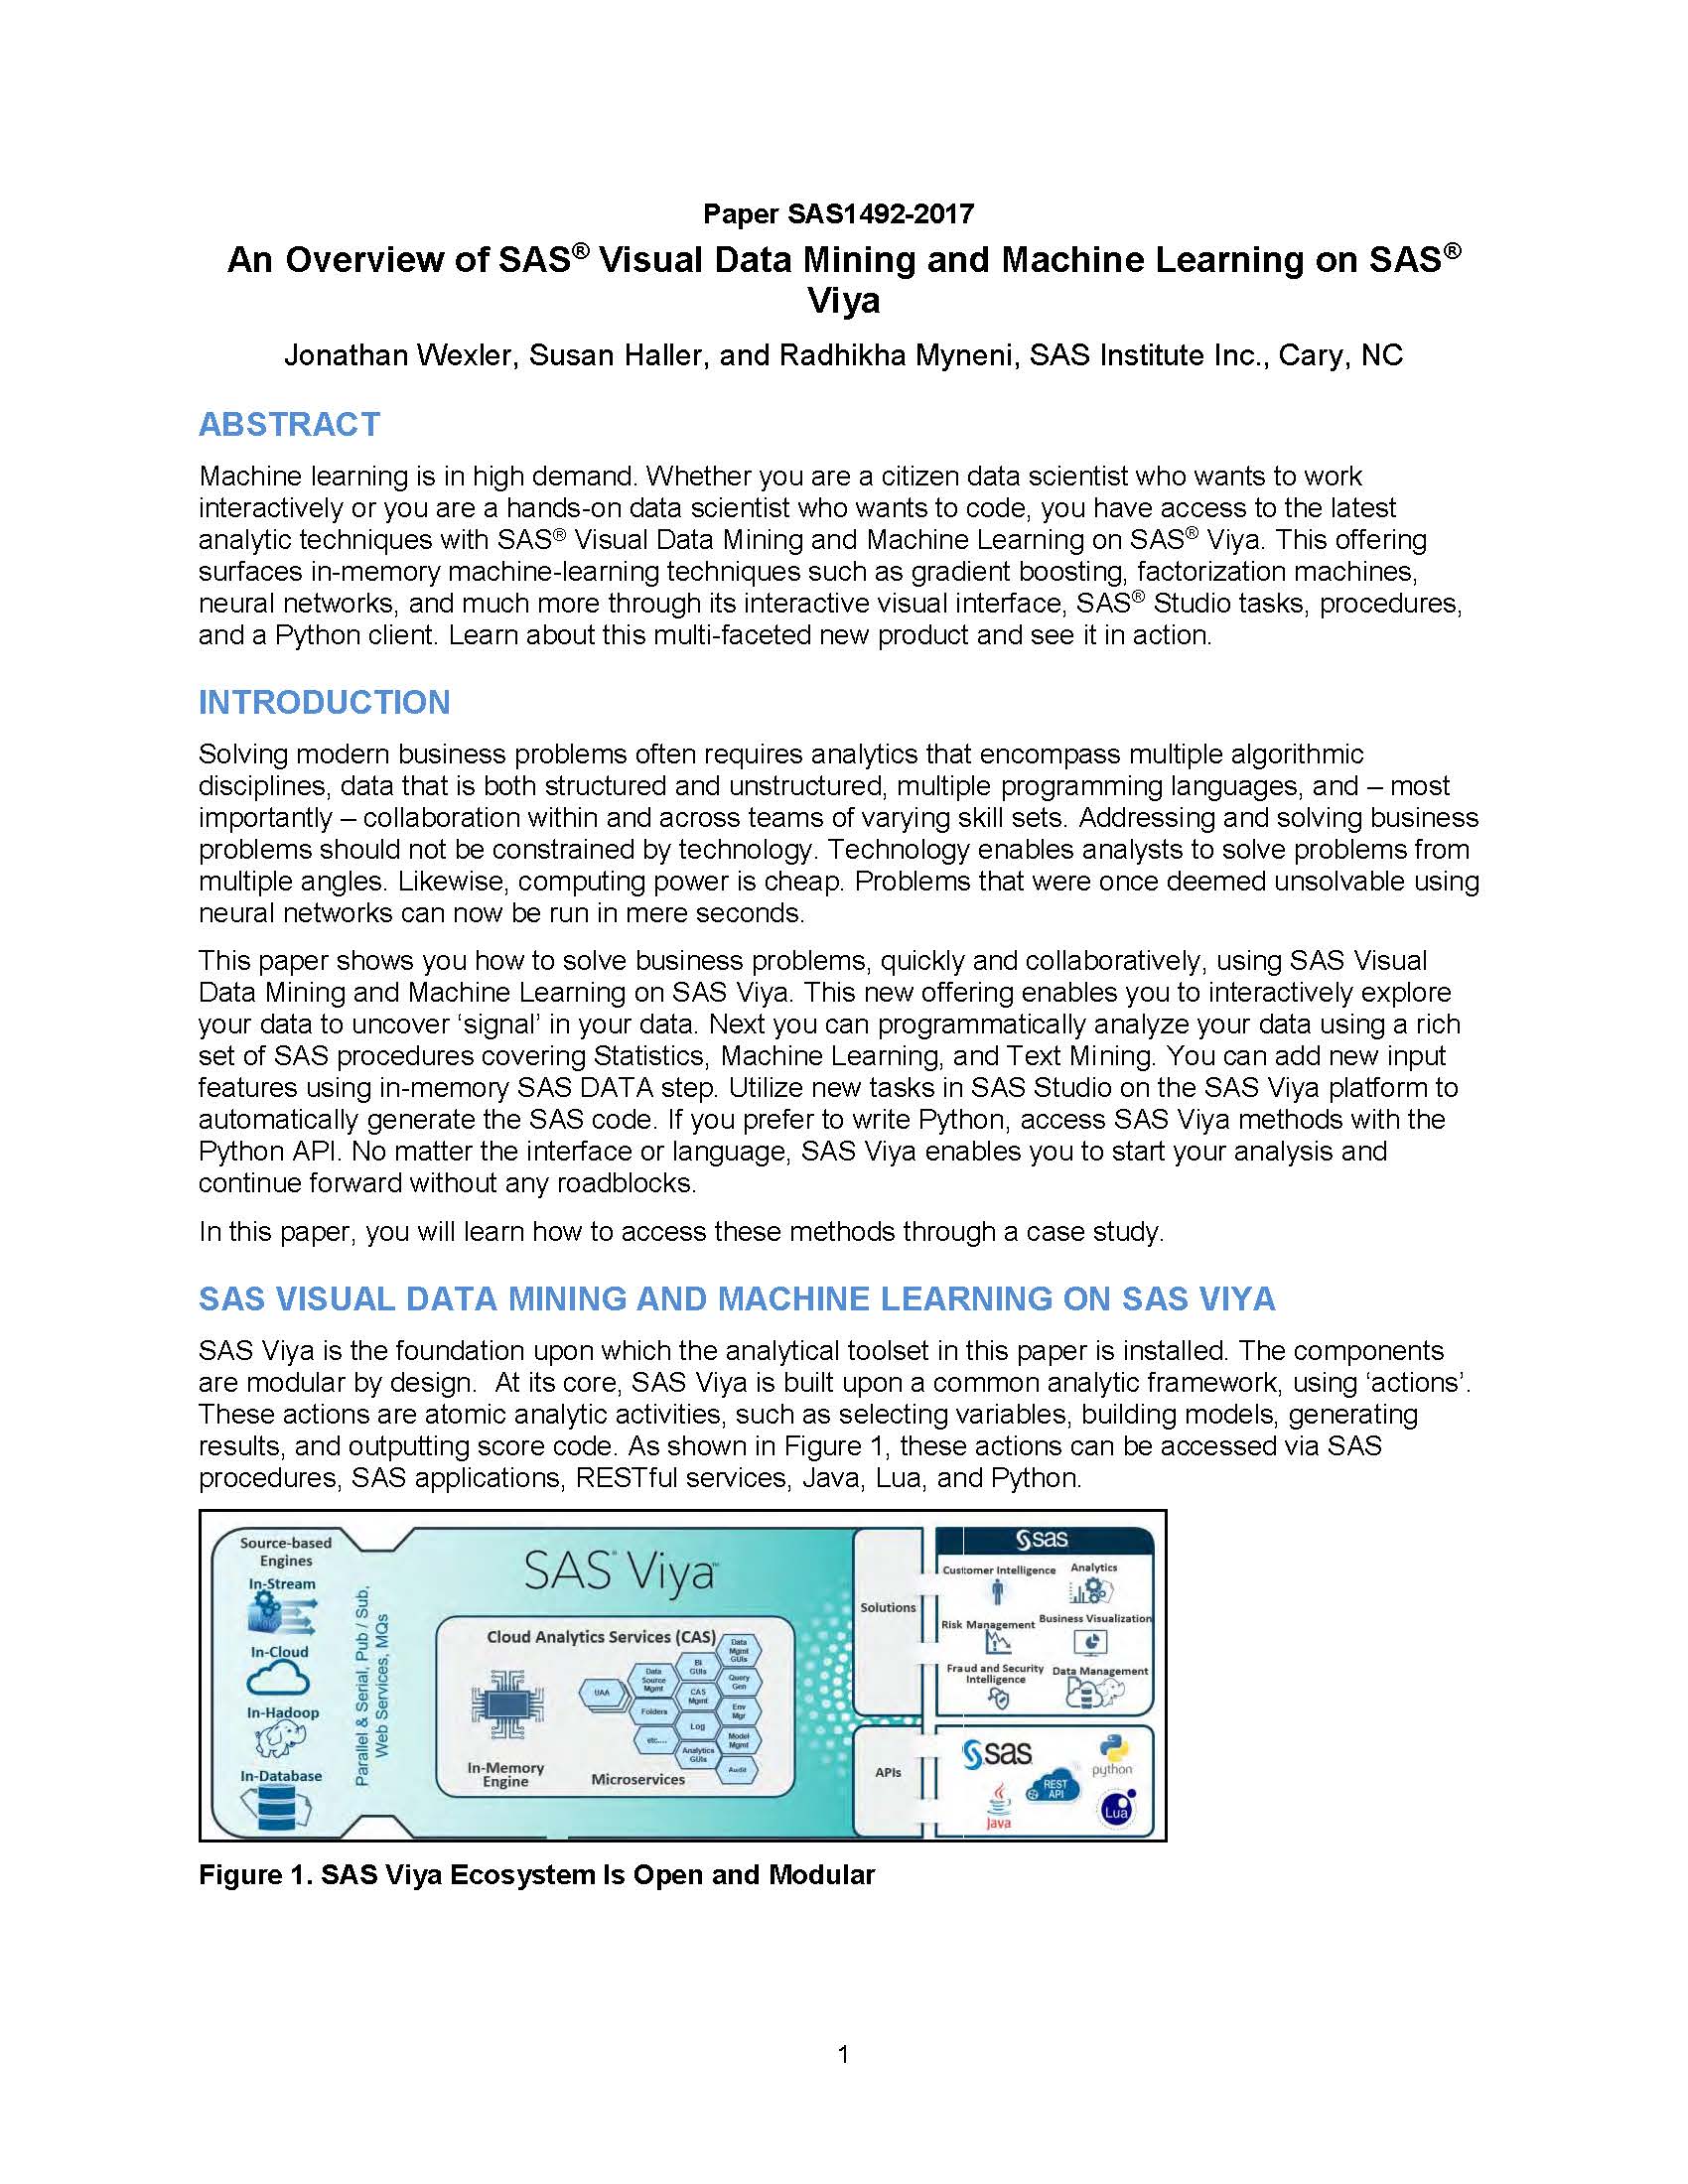 Paper SAS1492-2017
An Overview of SAS® Visual Data Mining and Machine Learning on SAS®
Viya
Jonathan Wexler, Susan Haller, and Radhikha Myneni, SAS Institute Inc., Cary, NC
ABSTRACT
Machine learning is in high demand. Whether you are a citizen data scientist who wants to work
interactively or you are a hands-on data scientist who wants to code, you have access to the latest
analytic techniques with SAS® Visual Data Mining and Machine Learning on SAS® Viya. This offering
surfaces in-memory machine-learning techniques such as gradient boosting, factorization machines,
neural networks, and much more through its interactive visual interface, SAS® Studio tasks, procedures,
and a Python client. Learn about this multi-faceted new product and see it in action.
INTRODUCTION
Solving modern business problems often requires analytics that encompass multiple algorithmic
disciplines, data that is both structured and unstructured, multiple programming languages, and – most
importantly – collaboration within and across teams of varying skill sets. Addressing and solving business
problems should not be constrained by technology. Technology enables analysts to solve problems from
multiple angles. Likewise, computing power is cheap. Problems that were once deemed unsolvable using
neural networks can now be run in mere seconds.
This paper shows you how to solve business problems, quickly and collaboratively, using SAS Visual
Data Mining and Machine Learning on SAS Viya. This new offering enables you to interactively explore
your data to uncover ‘signal’ in your data. Next you can programmatically analyze your data using a rich
set of SAS procedures covering Statistics, Machine Learning, and Text Mining. You can add new input
features using in-memory SAS DATA step. Utilize new tasks in SAS Studio on the SAS Viya platform to
automatically generate the SAS code. If you prefer to write Python, access SAS Viya methods with the
Python API. No matter the interface or language, SAS Viya enables you to start your analysis and
continue forward without any roadblocks.
In this paper, you will learn how to access these methods through a case study.
SAS VISUAL DATA MINING AND MACHINE LEARNING ON SAS VIYA
SAS Viya is the foundation upon which the analytical toolset in this paper is installed. The components
are modular by design.  At its core, SAS Viya is built upon a common analytic framework, using ‘actions’.
These actions are atomic analytic activities, such as selecting variables, building models, generating
results, and outputting score code. As shown in Figure 1, these actions can be accessed via SAS
procedures, SAS applications, RESTful services, Java, Lua, and Python.
Source-based
Engines
In-Stream
In-Cloud
In-Hadoop
In-Database
Parallel & Serial, Pub / Sub,
Web Services, MQs
SAS® Viya™
Cloud Analytics Services (CAS)
In-Memory
Engine
Microservices
UAA
Data
Source
Mgmt
Folders
etc...
BI
GUIs
CAS
Mgmt
Log
Analytics
GUIs
Data
Mgmt
GUIs
Query
Gen
Env
Mgr
Model
Mgmt
Audit
Solutions
APIs
sas
Customer Intelligence
Analytics
Risk Management
Business Visualization
Fraud and Security
Intelligence
Data Management
sas
python
REST
API
Java
Lua
Figure 1. SAS Viya Ecosystem Is Open and Modular
1